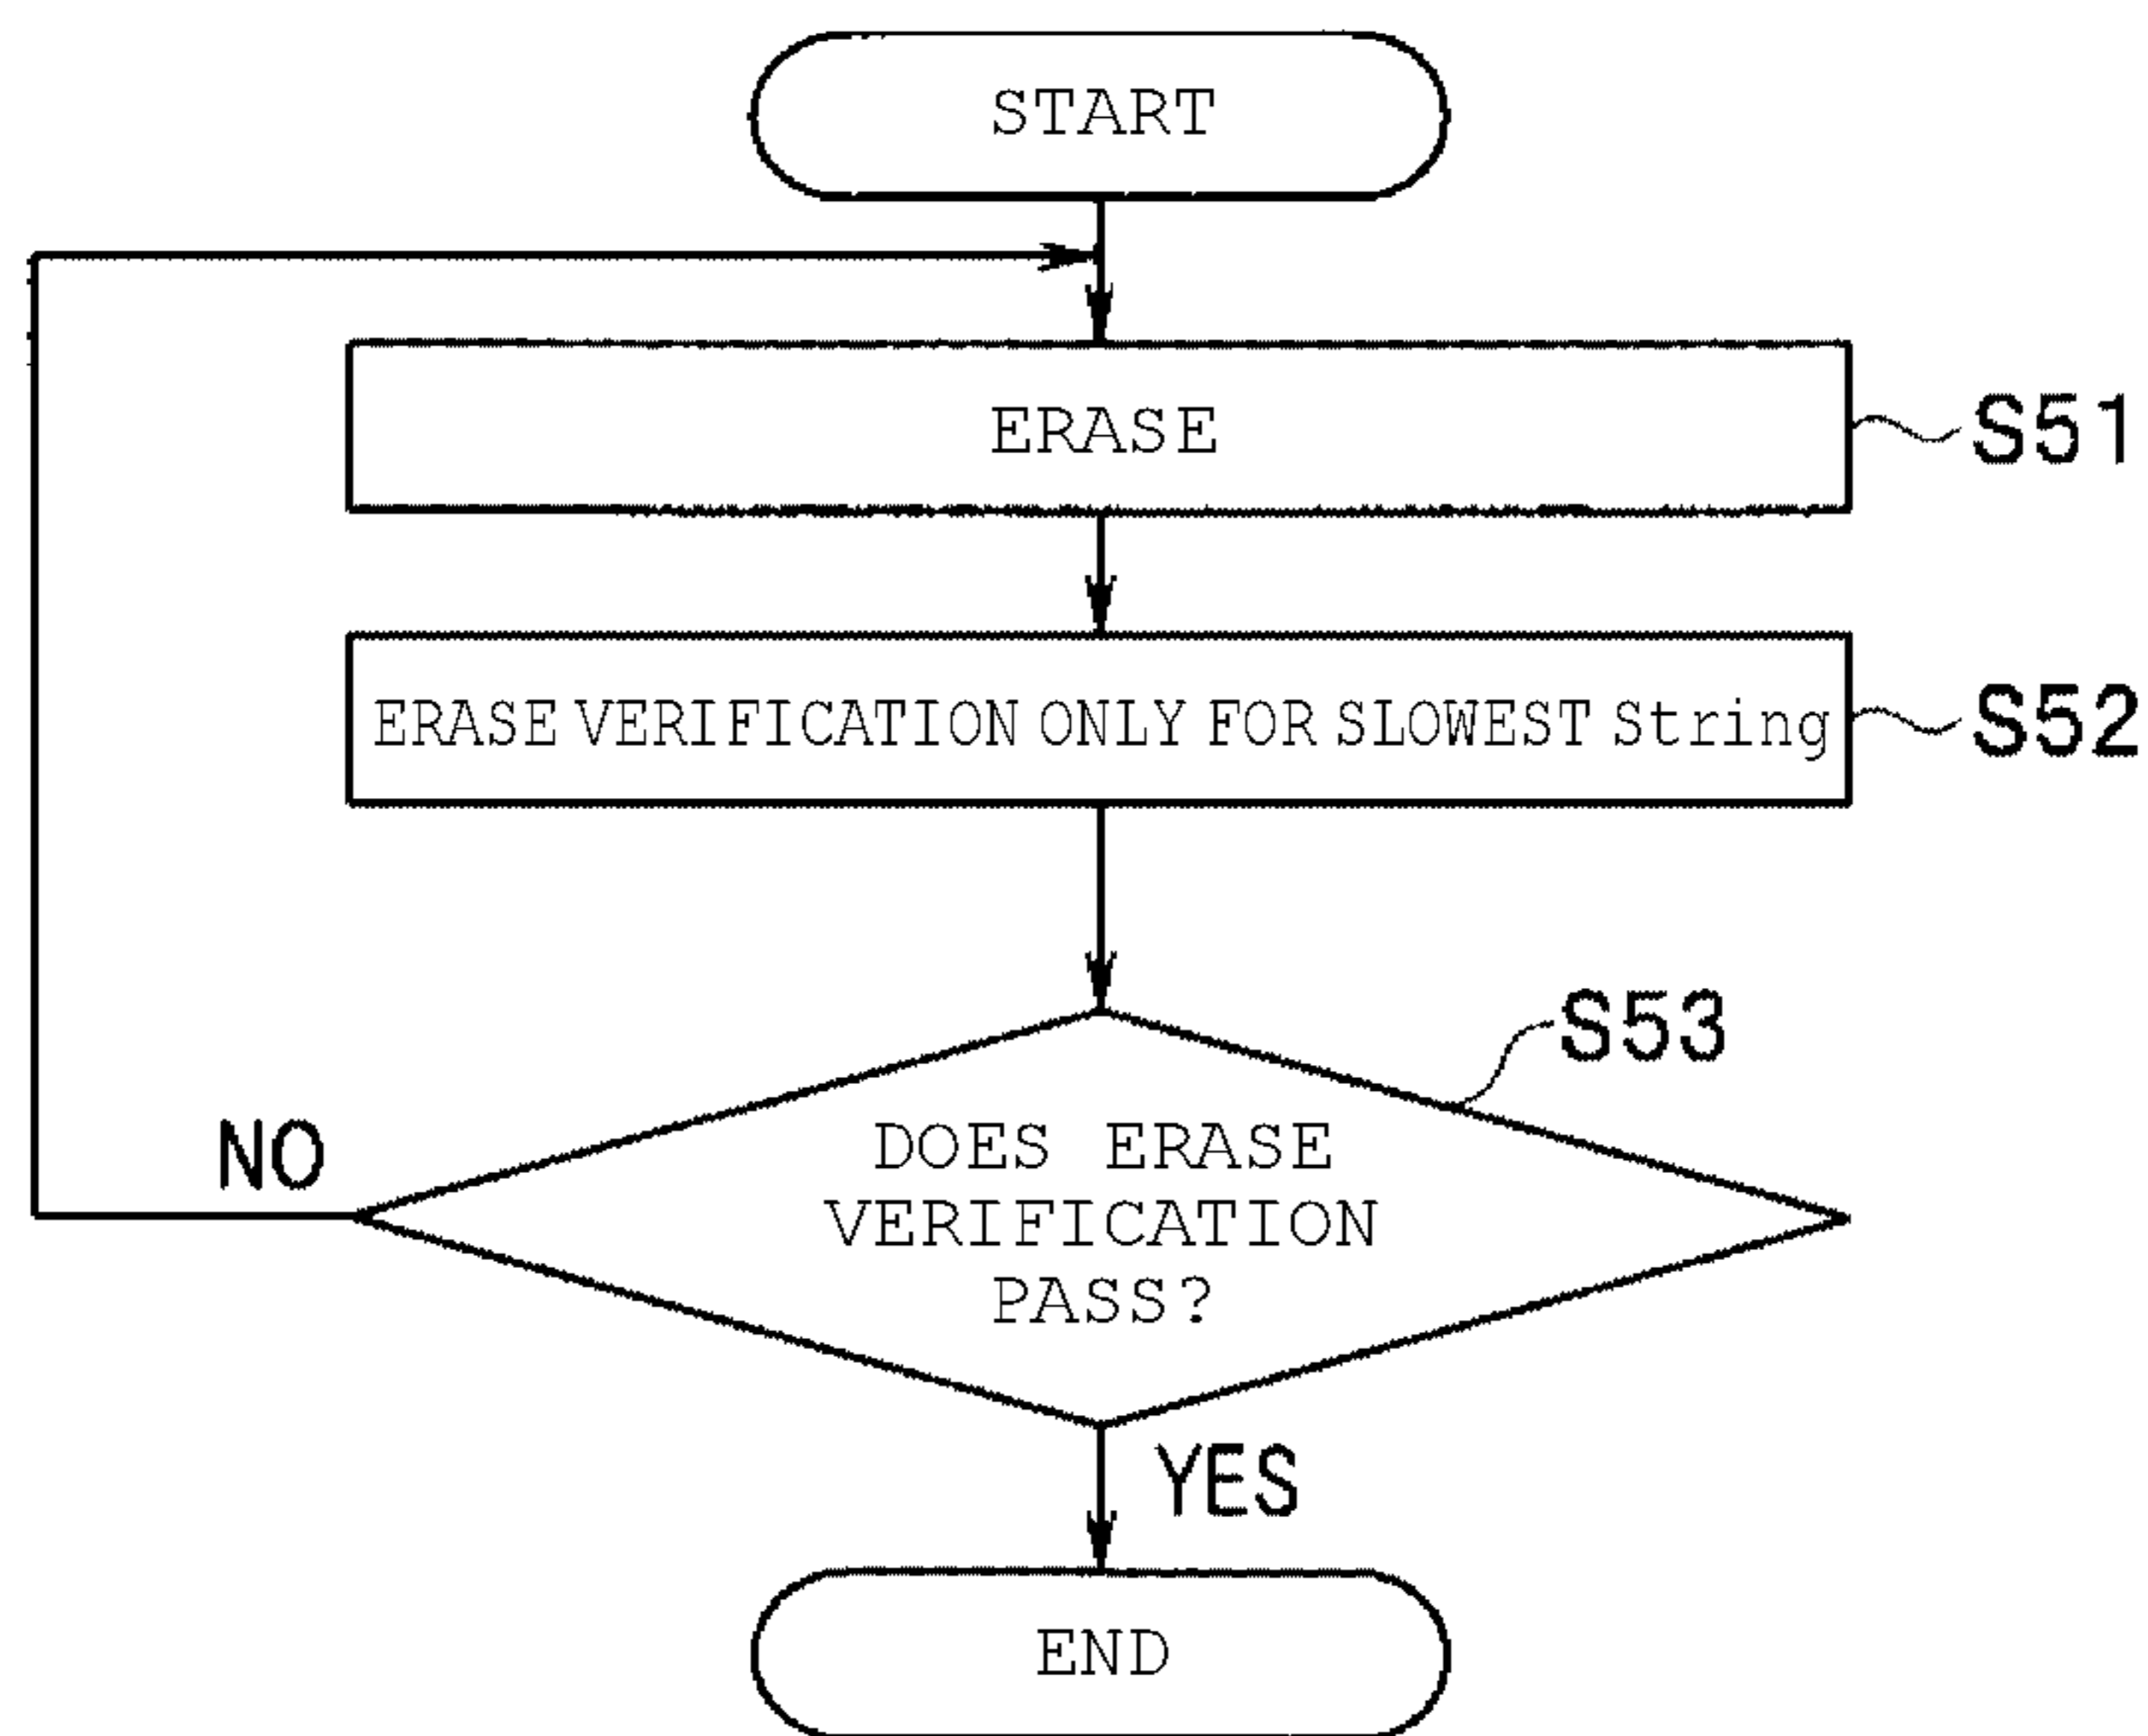 START
ERASE
S51
ERASE VERIFICATION ONLY FOR SLOWEST String
S52
S53
DOES ERASE
VERIFICATION
PASS?
NO
YES
END